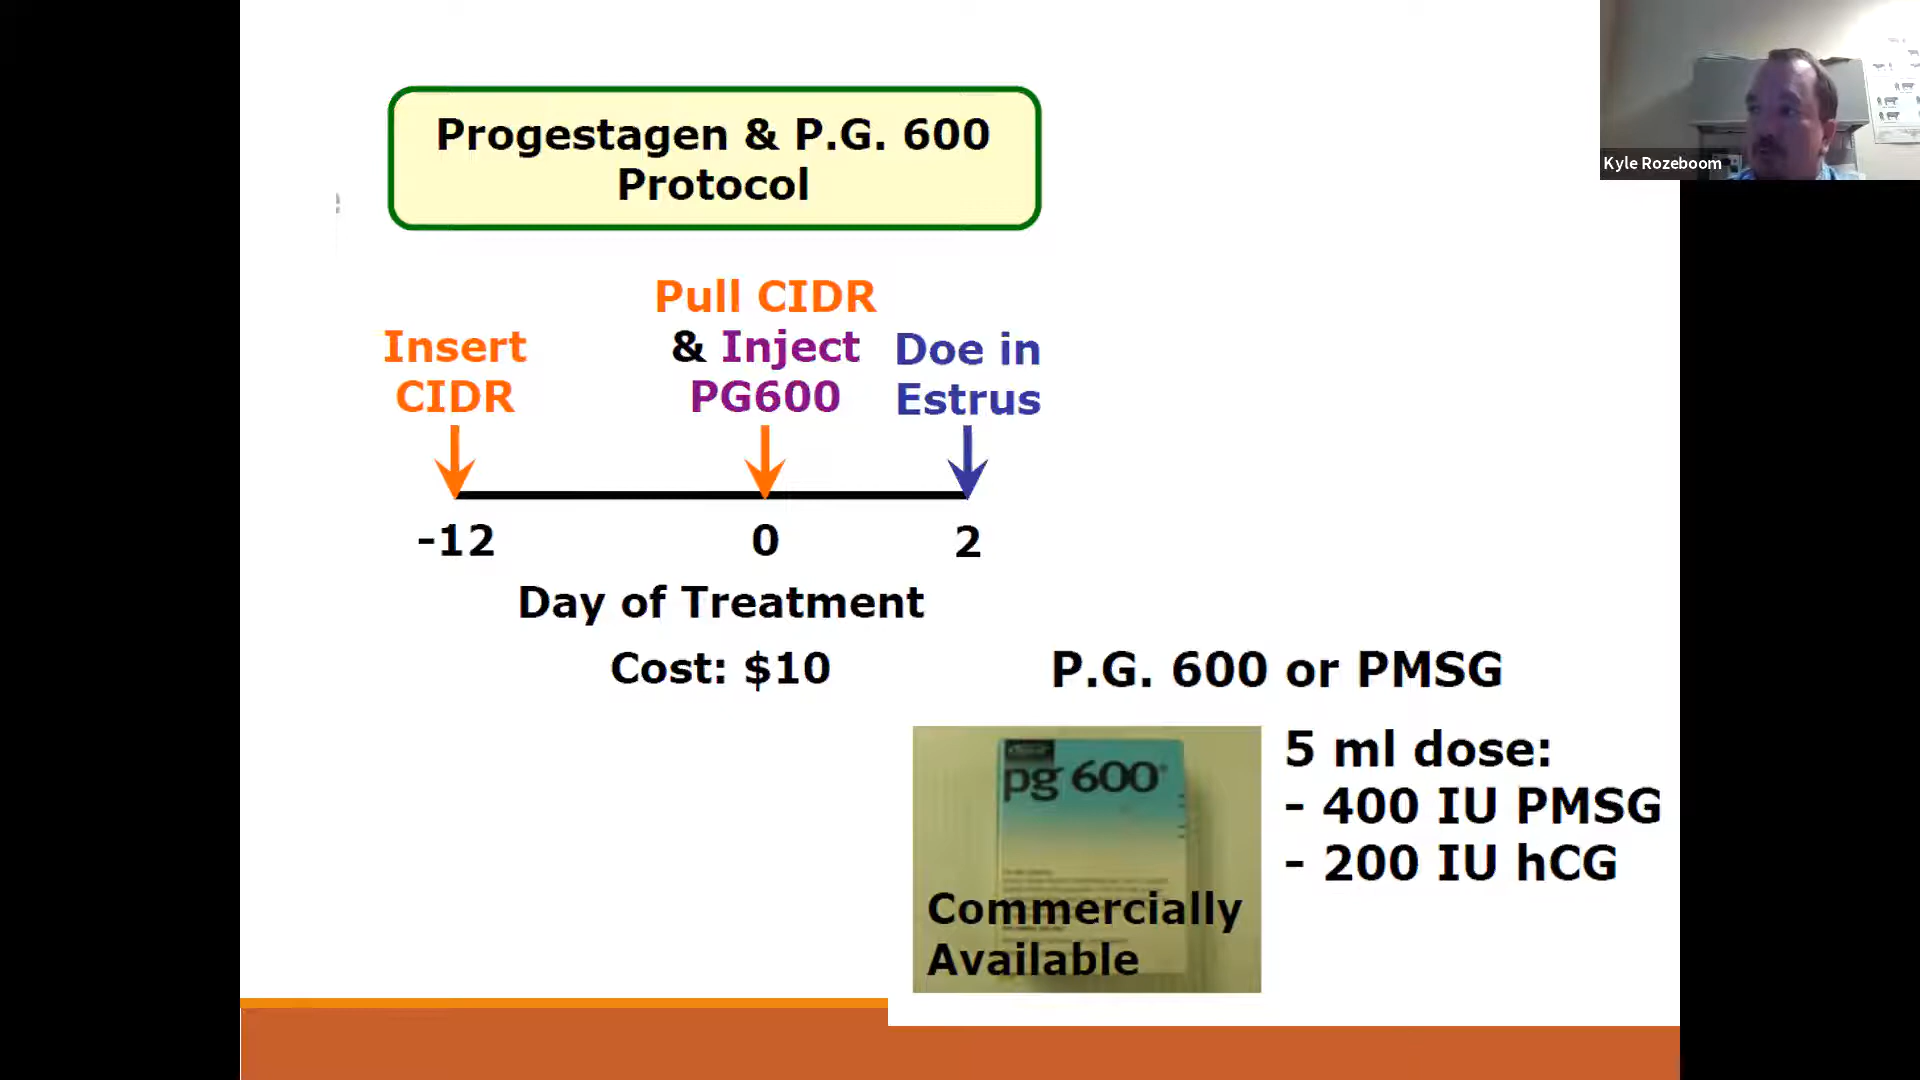 Progestagen & P.G. 600
Protocol
Kyle Rozeboom
Insert
CIDR
Pull CIDR
& Inject
PG600
Doe in
Estrus
-12
0
2
Day of Treatment
Cost: $10
P.G. 600 or PMSG
5 ml dose:
- 400 IU PMSG
- 200 IU hCG
pg 600®
Commercially
Available